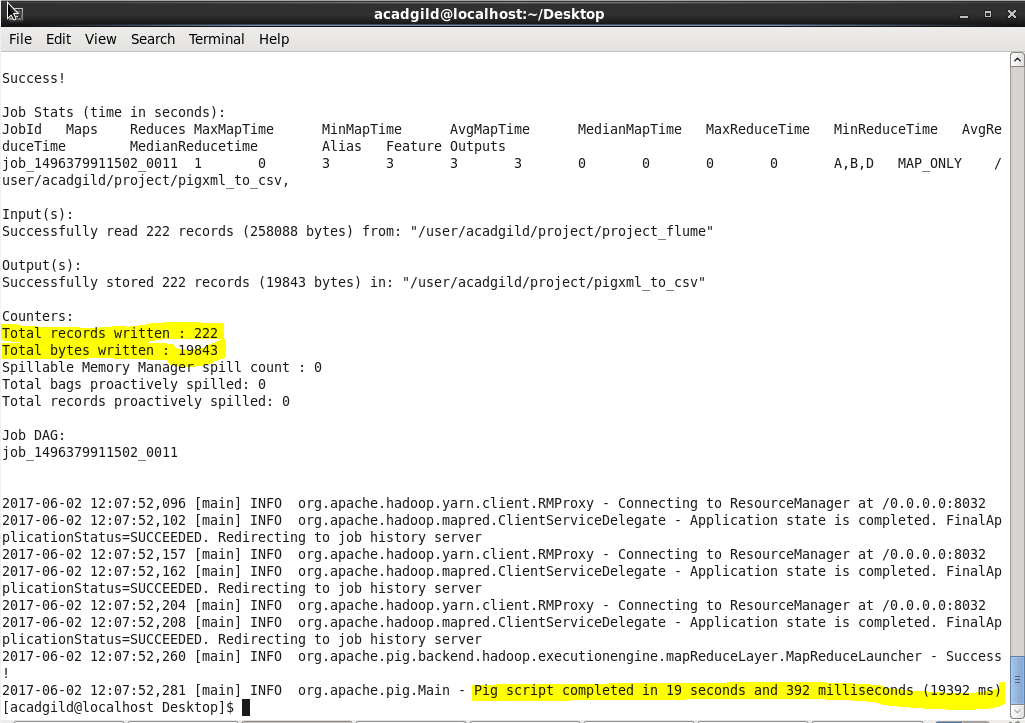 acadgild@localhost:~/Desktop
File Edit View Search Terminal Help
Success!
Job Stats (time in seconds):
JobId Maps Reduces MaxMapTime MinMapTime AvgMapTime MedianMapTime MaxReduceTime MinReduceTime AvgRe
duceTime MedianReducetime Alias Feature Outputs
job_1496379911502_0011 1 0 3 3 3 3 0 0 0 0 A,B,D MAP_ONLY /
user/acadgild/project/pigxml_to_csv,
Input(s):
Successfully read 222 records (258088 bytes) from: "/user/acadgild/project/project_flume"
Output(s):
Successfully stored 222 records (19843 bytes) in: "/user/acadgild/project/pigxml_to_csv"
Counters:
Total records written : 222
Total bytes written : 19843
Spillable Memory Manager spill count : 0
Total bags proactively spilled: 0
Total records proactively spilled: 0
Job DAG:
job_1496379911502_0011
2017-06-02 12:07:52,096 [main] INFO org.apache.hadoop.yarn.client.RMProxy - Connecting to ResourceManager at /0.0.0.0:8032
2017-06-02 12:07:52,102 [main] INFO org.apache.hadoop.mapred.ClientServiceDelegate - Application state is completed. FinalAp
plicationStatus=SUCCEEDED. Redirecting to job history server
2017-06-02 12:07:52,157 [main] INFO org.apache.hadoop.yarn.client.RMProxy - Connecting to ResourceManager at /0.0.0.0:8032
2017-06-02 12:07:52,162 [main] INFO org.apache.hadoop.mapred.ClientServiceDelegate - Application state is completed. FinalAp
plicationStatus=SUCCEEDED. Redirecting to job history server
2017-06-02 12:07:52,204 [main] INFO org.apache.hadoop.yarn.client.RMProxy - Connecting to ResourceManager at /0.0.0.0:8032
2017-06-02 12:07:52,208 [main] INFO org.apache.hadoop.mapred.ClientServiceDelegate - Application state is completed. FinalAp
plicationStatus=SUCCEEDED. Redirecting to job history server
2017-06-02 12:07:52,260 [main] INFO org.apache.pig.backend.hadoop.executionengine.mapReduceLayer.MapReduceLauncher - Success
!
2017-06-02 12:07:52,281 [main] INFO org.apache.pig.Main - Pig script completed in 19 seconds and 392 milliseconds (19392 ms)
[acadgild@localhost Desktop]$